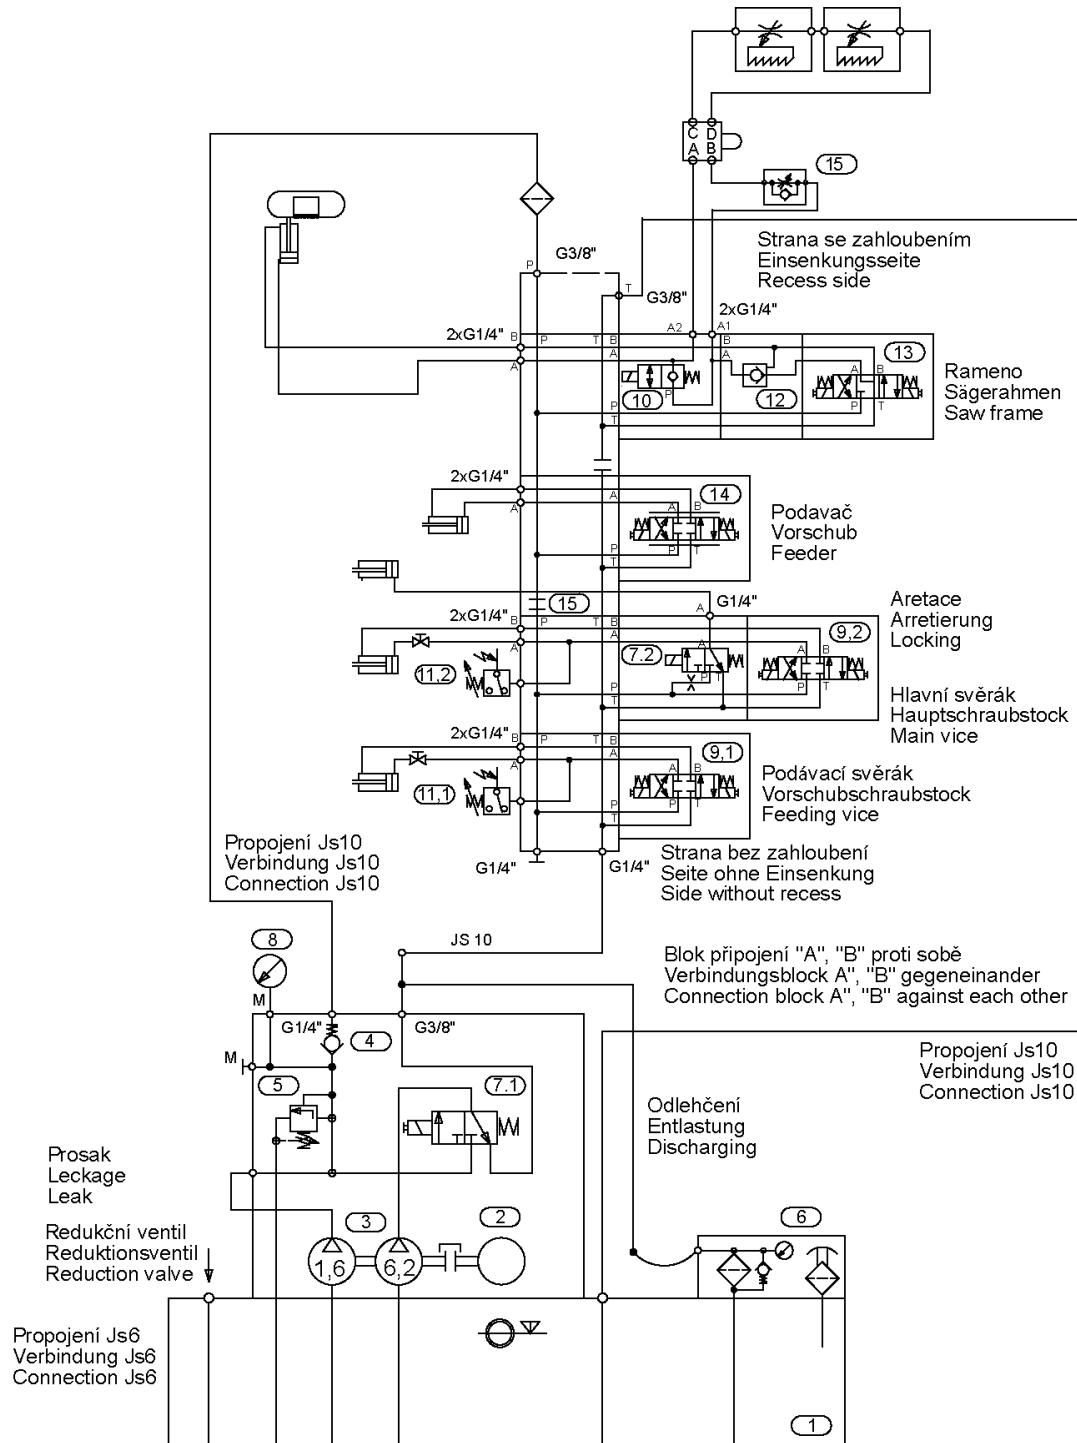 C D
A B
15
Strana se zahloubením
Einsenkungsseite
Recess side
P
G3/8"
T
G3/8"
2xG1/4"
A2
A1
2xG1/4"
B
P
T
B
B
A
A
A
13
A B
P T
10
P
12
P
T
Rameno
Sägerahmen
Saw frame
2xG1/4"
A
A
14
A B
P T
P
T
Podavač
Vorschub
Feeder
15
A
G1/4"
Aretace
Arretierung
Locking
2xG1/4"
B
P
T
B
A
A
7.2
A
P T
9,2
A B
P T
11,2
P
T
Hlavní svěrák
Hauptschraubstock
Main vice
2xG1/4"
B
P
T
B
A
A
9,1
A B
P T
11,1
P
T
Podávací svěrák
Vorschubschraubstock
Feeding vice
G1/4"
G1/4"
Strana bez zahloubení
Seite ohne Einsenkung
Side without recess
Propojení Js10
Verbindung Js10
Connection Js10
8
JS 10
Blok připojení "A", "B" proti sobě
Verbindungsblock A", "B" gegeneinander
Connection block A", "B" against each other
M
G1/4"
G3/8"
4
M
5
7.1
Propojení Js10
Verbindung Js10
Connection Js10
Odlehčení
Entlastung
Discharging
Prosak
Leckage
Leak
Redukční ventil
Reduktionsventil
Reduction valve
3
2
6
1,6
6,2
Propojení Js6
Verbindung Js6
Connection Js6
1